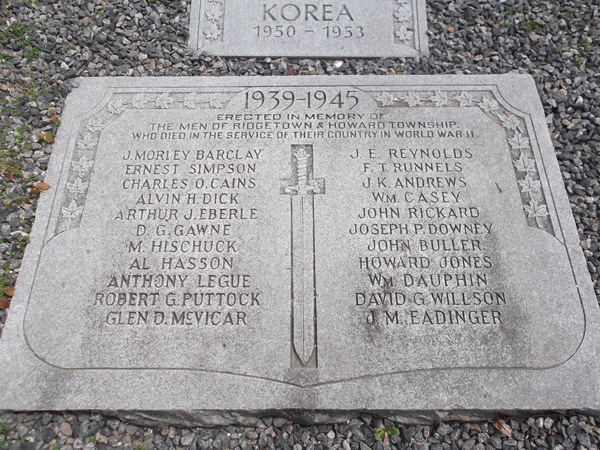 KOREA
1950 - 1953
1939-1945
ERECTED IN MEMORY OF
THE MEN OF RIDGETOWN & HOWARD TOWNSHIP.
WHO DIED IN THE SERVICE OF THEIR COUNTRY IN WORLD WAR II
J. MORLEY BARCLAY
ERNEST SIMPSON
CHARLES O. CAINS
ALVIN H. DICK
ARTHUR J. EBERLE
D. G. GAWNE
M. HISCHUCK
AL HASSON
ANTHONY LEGUE
ROBERT G. PUTTOCK
GLEN D. McVICAR
J. E. REYNOLDS
F. T. RUNNELS
J. K. ANDREWS
WM. CASEY
JOHN RICKARD
JOSEPH P. DOWNEY
JOHN BULLER
HOWARD JONES
WM DAUPHIN
DAVID G. WILLSON
J. M. EADINGER